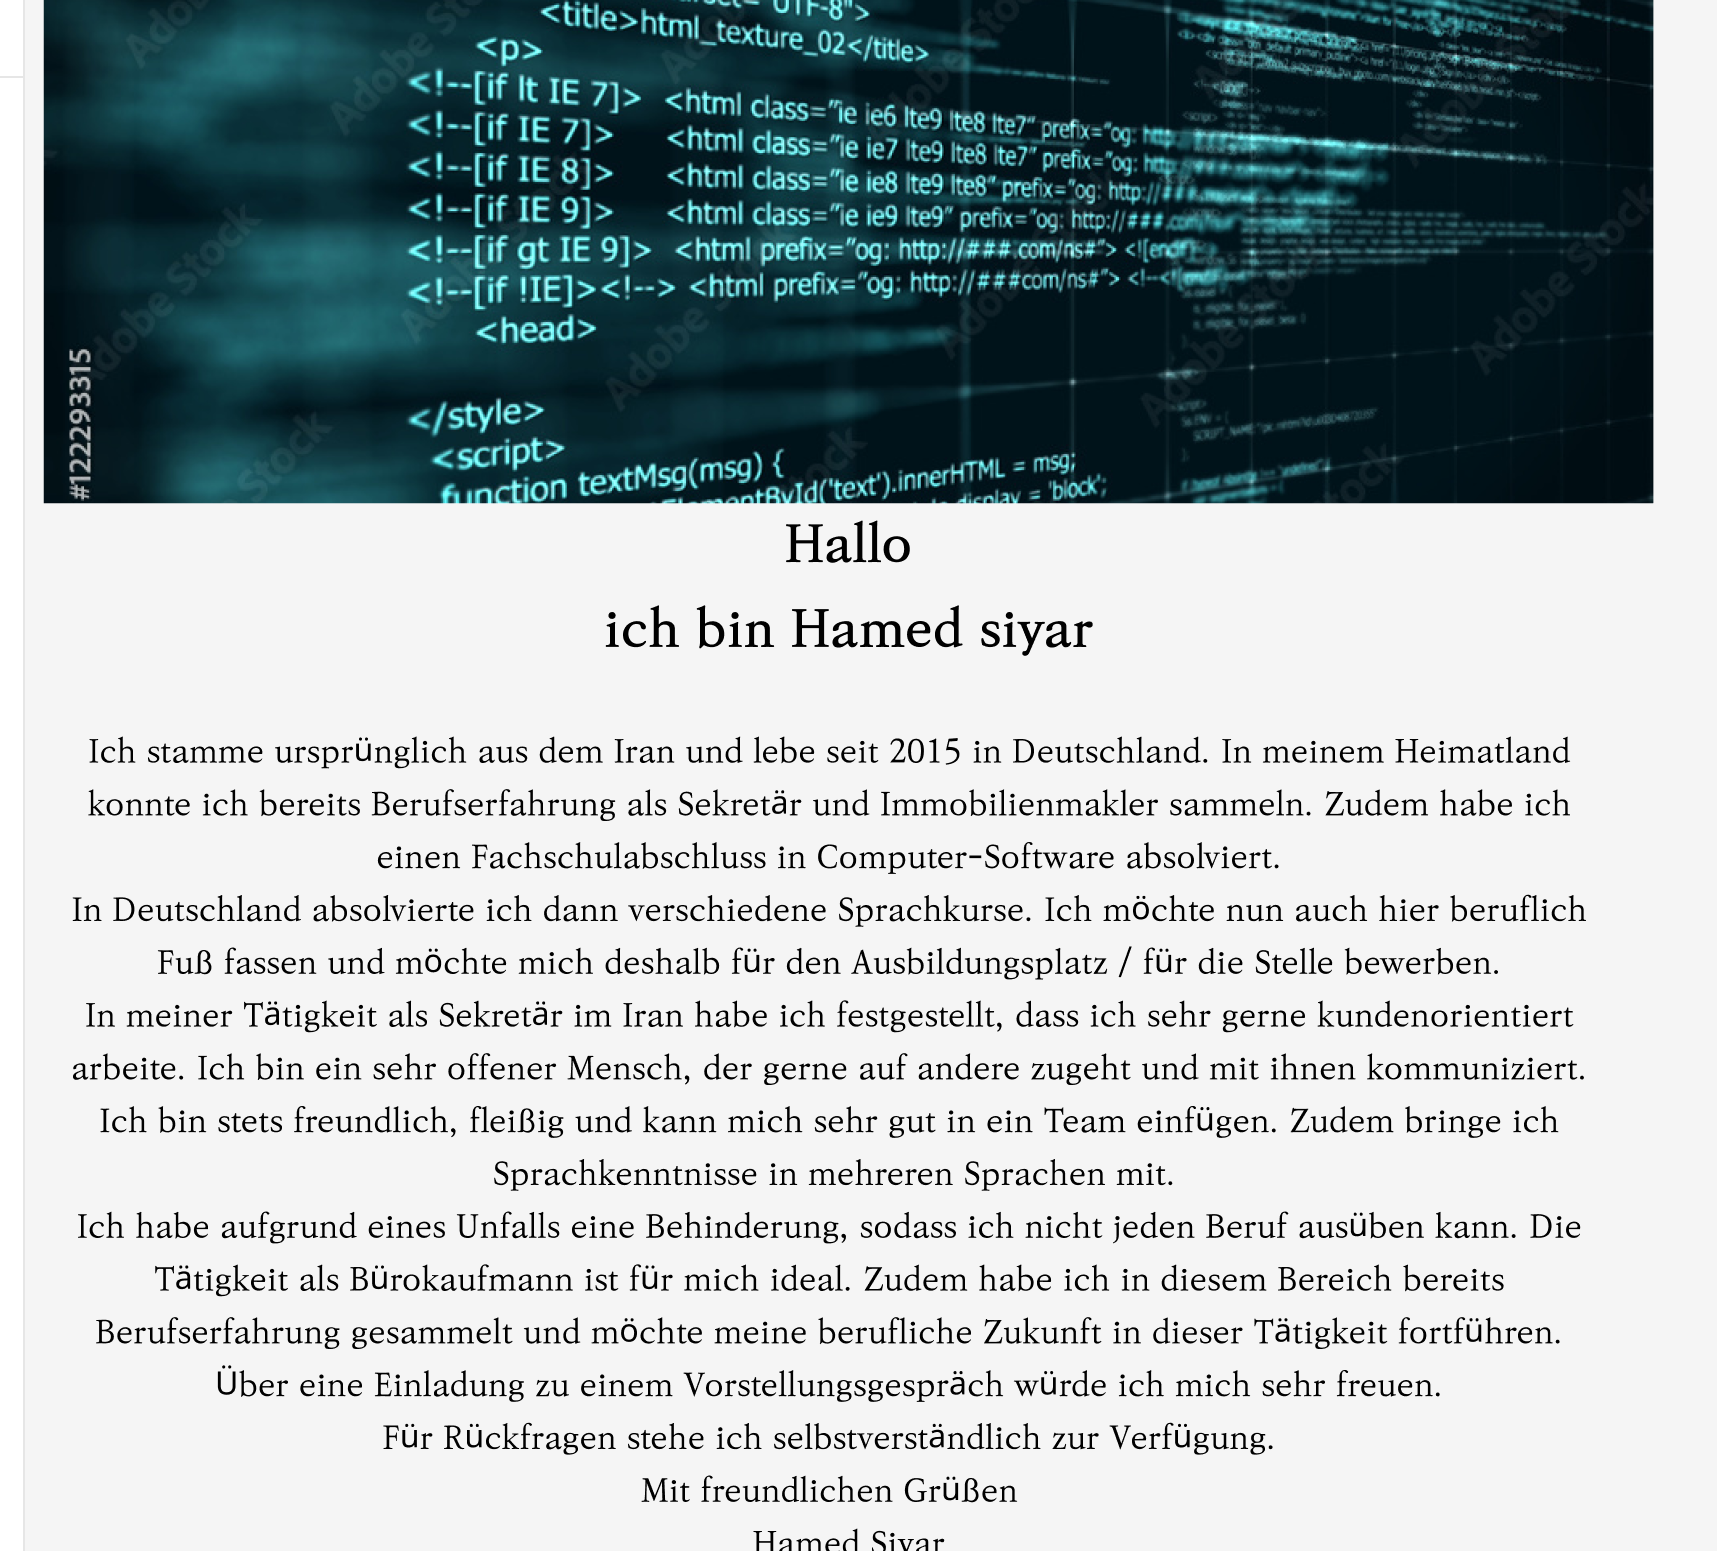 <title>html_texture_02</title>
<p>
<!--[if lt IE 7]> <html class="ie ie6 lte9 lte8 lte7" prefix="og:
<!--[if IE 7]> <html class="ie ie7 lte9 lte8 lte7" prefix="og:
<!--[if IE 8]> <html class="ie ie8 lte9 lte8" prefix="og: http://
<!--[if IE 9]> <html class="ie ie9 lte9" prefix="og: http://###.com/
<!--[if gt IE 9]> <html prefix="og: http://###.com/ns#"> <![endif]
<!--[if !IE]><!--> <html prefix="og: http://###com/ns#"> <!--<![endif]
<head>
</style>
<script>
function textMsg(msg) {
('text').innerHTML = msg;
display = 'block';
Adobe Stock
#122293315
Hallo
ich bin Hamed siyar
Ich stamme ursprünglich aus dem Iran und lebe seit 2015 in Deutschland. In meinem Heimatland
konnte ich bereits Berufserfahrung als Sekretär und Immobilienmakler sammeln. Zudem habe ich
einen Fachschulabschluss in Computer-Software absolviert.
In Deutschland absolvierte ich dann verschiedene Sprachkurse. Ich möchte nun auch hier beruflich
Fuß fassen und möchte mich deshalb für den Ausbildungsplatz / für die Stelle bewerben.
In meiner Tätigkeit als Sekretär im Iran habe ich festgestellt, dass ich sehr gerne kundenorientiert
arbeite. Ich bin ein sehr offener Mensch, der gerne auf andere zugeht und mit ihnen kommuniziert.
Ich bin stets freundlich, fleißig und kann mich sehr gut in ein Team einfügen. Zudem bringe ich
Sprachkenntnisse in mehreren Sprachen mit.
Ich habe aufgrund eines Unfalls eine Behinderung, sodass ich nicht jeden Beruf ausüben kann. Die
Tätigkeit als Bürokaufmann ist für mich ideal. Zudem habe ich in diesem Bereich bereits
Berufserfahrung gesammelt und möchte meine berufliche Zukunft in dieser Tätigkeit fortführen.
Über eine Einladung zu einem Vorstellungsgespräch würde ich mich sehr freuen.
Für Rückfragen stehe ich selbstverständlich zur Verfügung.
Mit freundlichen Grüßen
Hamed Siyar